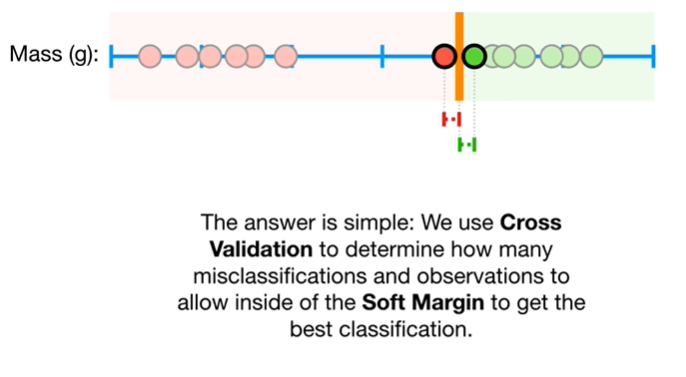 Mass (g):
The answer is simple: We use Cross
Validation to determine how many
misclassifications and observations to
allow inside of the Soft Margin to get the
best classification.